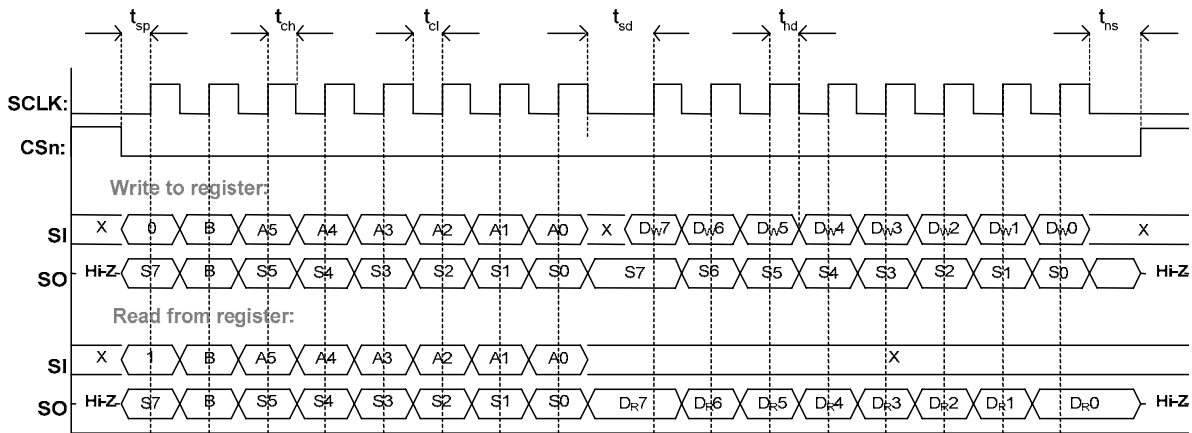 tsp tch tcl tsd thd tns
SCLK:
CSn:
Write to register:
SI X 0 B A5 A4 A3 A2 A1 A0 X DW7 DW6 DW5 DW4 DW3 DW2 DW1 DW0 X
SO Hi-Z S7 B S5 S4 S3 S2 S1 S0 S7 S6 S5 S4 S3 S2 S1 S0 Hi-Z
Read from register:
SI X 1 B A5 A4 A3 A2 A1 A0 X
SO Hi-Z S7 B S5 S4 S3 S2 S1 S0 DR7 DR6 DR5 DR4 DR3 DR2 DR1 DR0 Hi-Z